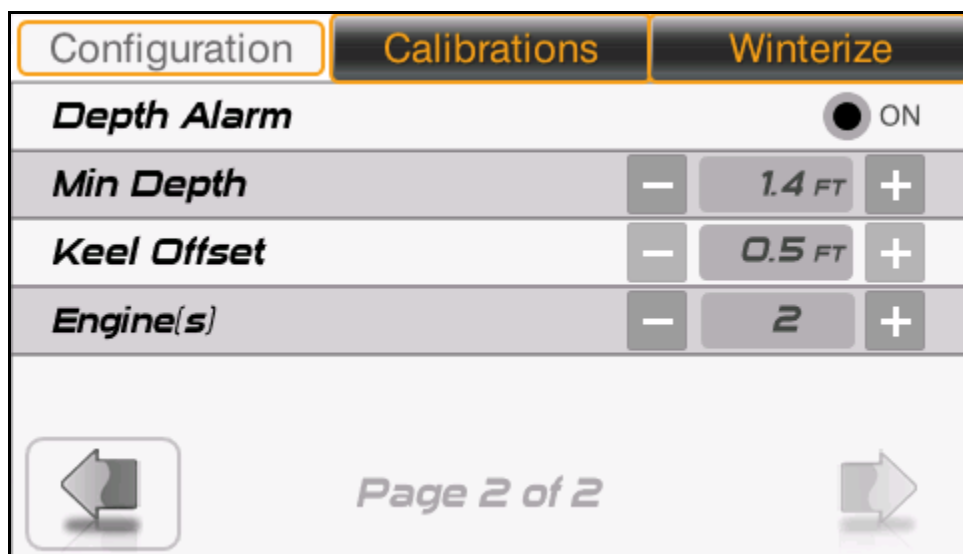 Configuration Calibrations Winterize
Depth Alarm ON
Min Depth − 1.4 FT +
Keel Offset − 0.5 FT +
Engine(s) − 2 +
Page 2 of 2